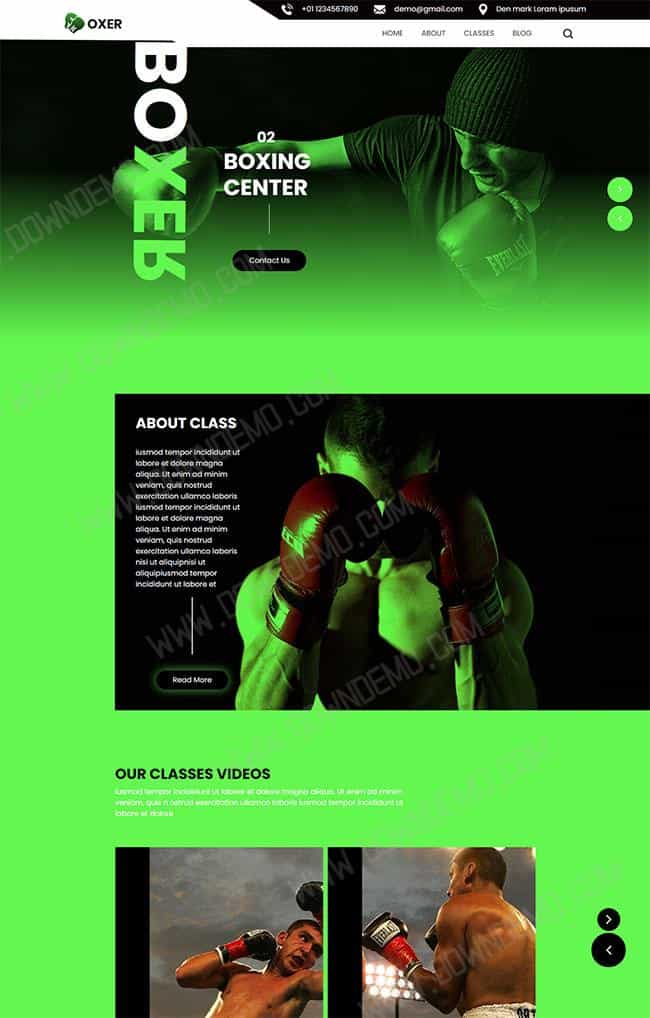 OXER
+01 1234567890 demo@gmail.com Den mark Loram ipusum
HOME ABOUT CLASSES BLOG
BOXER
02
BOXING
CENTER
Contact Us
EVERLAST
ABOUT CLASS
iusmod tempor incididunt ut
labore et dolore magna
aliqua. Ut enim ad minim
veniam, quis nostrud
exercitation ullamco laboris
iusmod tempor incididunt ut
labore et dolore magna
aliqua. Ut enim ad minim
veniam, quis nostrud
exercitation ullamco laboris
nisi ut aliquipnisi ut
aliquipiusmod tempor
incididunt ut labore et
Read More
OUR CLASSES VIDEOS
iusmod tempor incididunt ut labore et dolore magna aliqua. Ut enim ad minim
veniam, quis n ostrud exercitation ullamco laboris iusmod tempor incididunt ut
labore et dolore
WWW.DOWNDEMO.COM